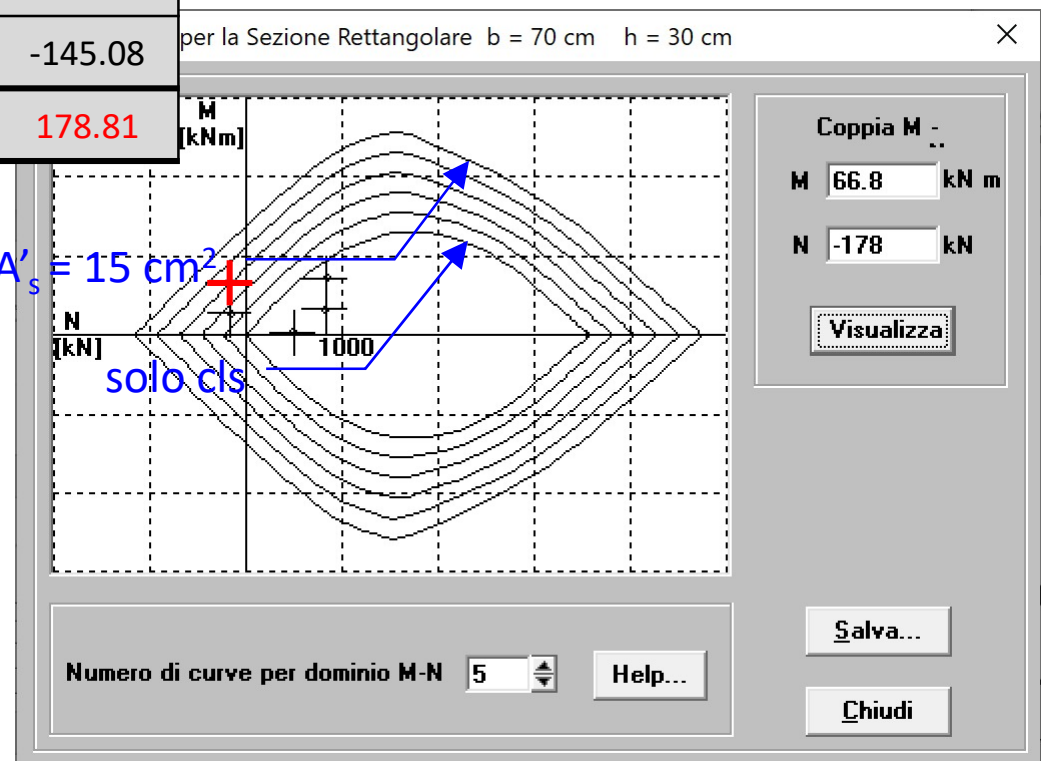 -145.08
178.81
per la Sezione Rettangolare b = 70 cm h = 30 cm
M
[kNm]
A's = 15 cm2
N
[kN]
1000
solo cls
Coppia M -
M 66.8 kN m
N -178 kN
Visualizza
Numero di curve per dominio M-N 5
Help...
Salva...
Chiudi